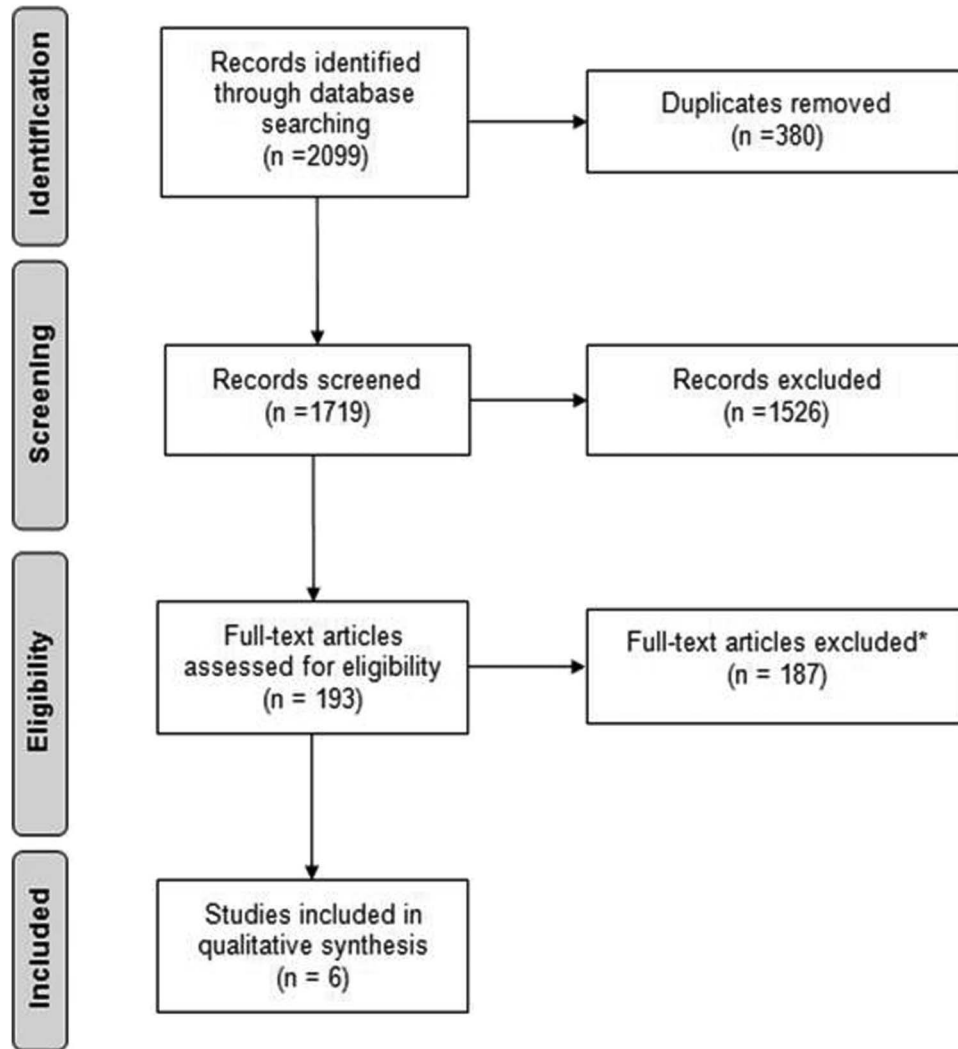 Identification
Records identified
through database
searching
(n =2099)
Duplicates removed
(n =380)
Screening
Records screened
(n =1719)
Records excluded
(n =1526)
Eligibility
Full-text articles
assessed for eligibility
(n = 193)
Full-text articles excluded*
(n = 187)
Included
Studies included in
qualitative synthesis
(n = 6)